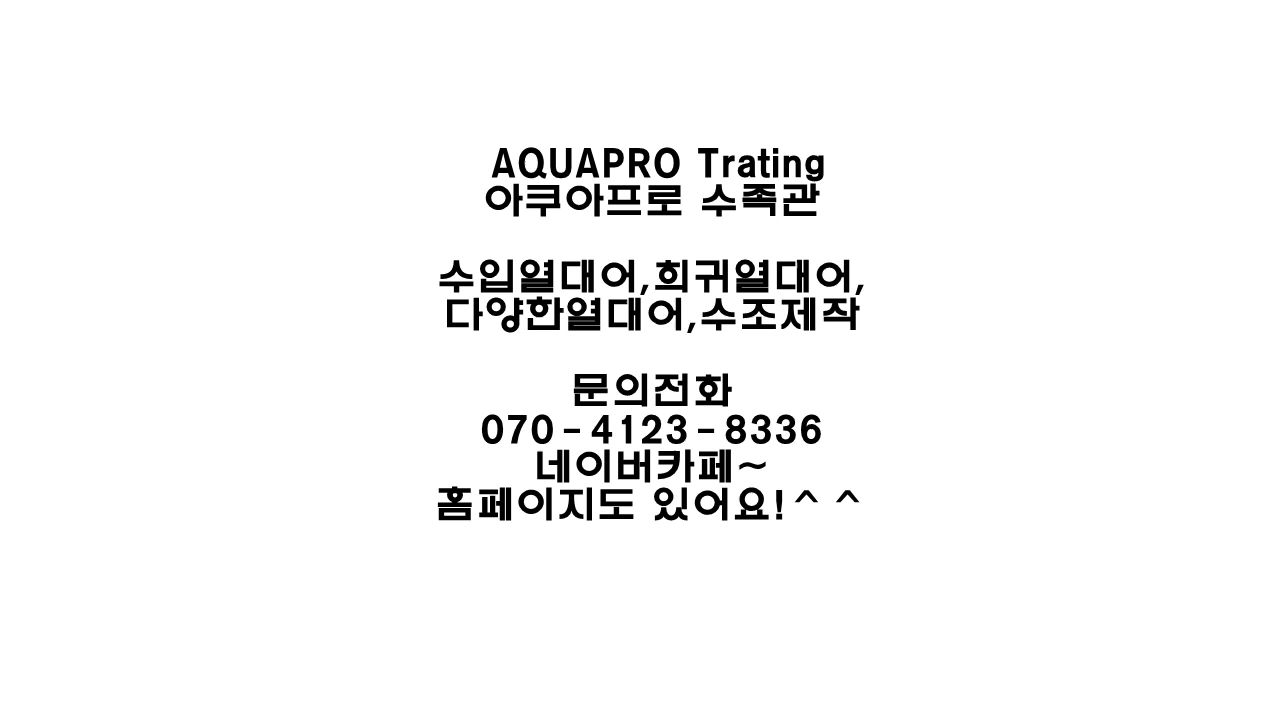 AQUAPRO Trating
아쿠아프로 수족관
수입열대어,희귀열대어,
다양한열대어,수조제작
문의전화
070-4123-8336
네이버카페~
홈페이지도 있어요!^ ^